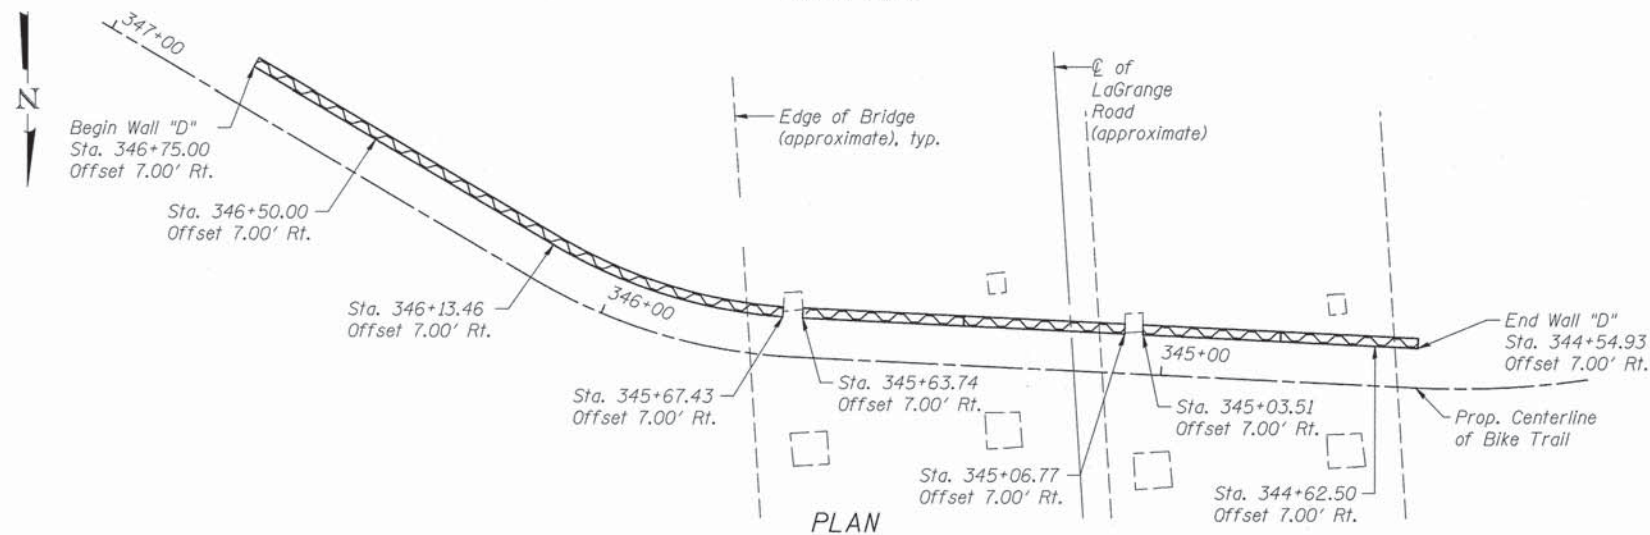 347+00
N
Begin Wall "D"
Sta. 346+75.00
Offset 7.00' Rt.
Sta. 346+50.00
Offset 7.00' Rt.
Sta. 346+13.46
Offset 7.00' Rt.
346+00
Edge of Bridge
(approximate), typ.
℄ of
LaGrange
Road
(approximate)
Sta. 345+67.43
Offset 7.00' Rt.
Sta. 345+63.74
Offset 7.00' Rt.
345+00
Sta. 345+03.51
Offset 7.00' Rt.
Sta. 345+06.77
Offset 7.00' Rt.
Sta. 344+62.50
Offset 7.00' Rt.
End Wall "D"
Sta. 344+54.93
Offset 7.00' Rt.
Prop. Centerline
of Bike Trail
PLAN